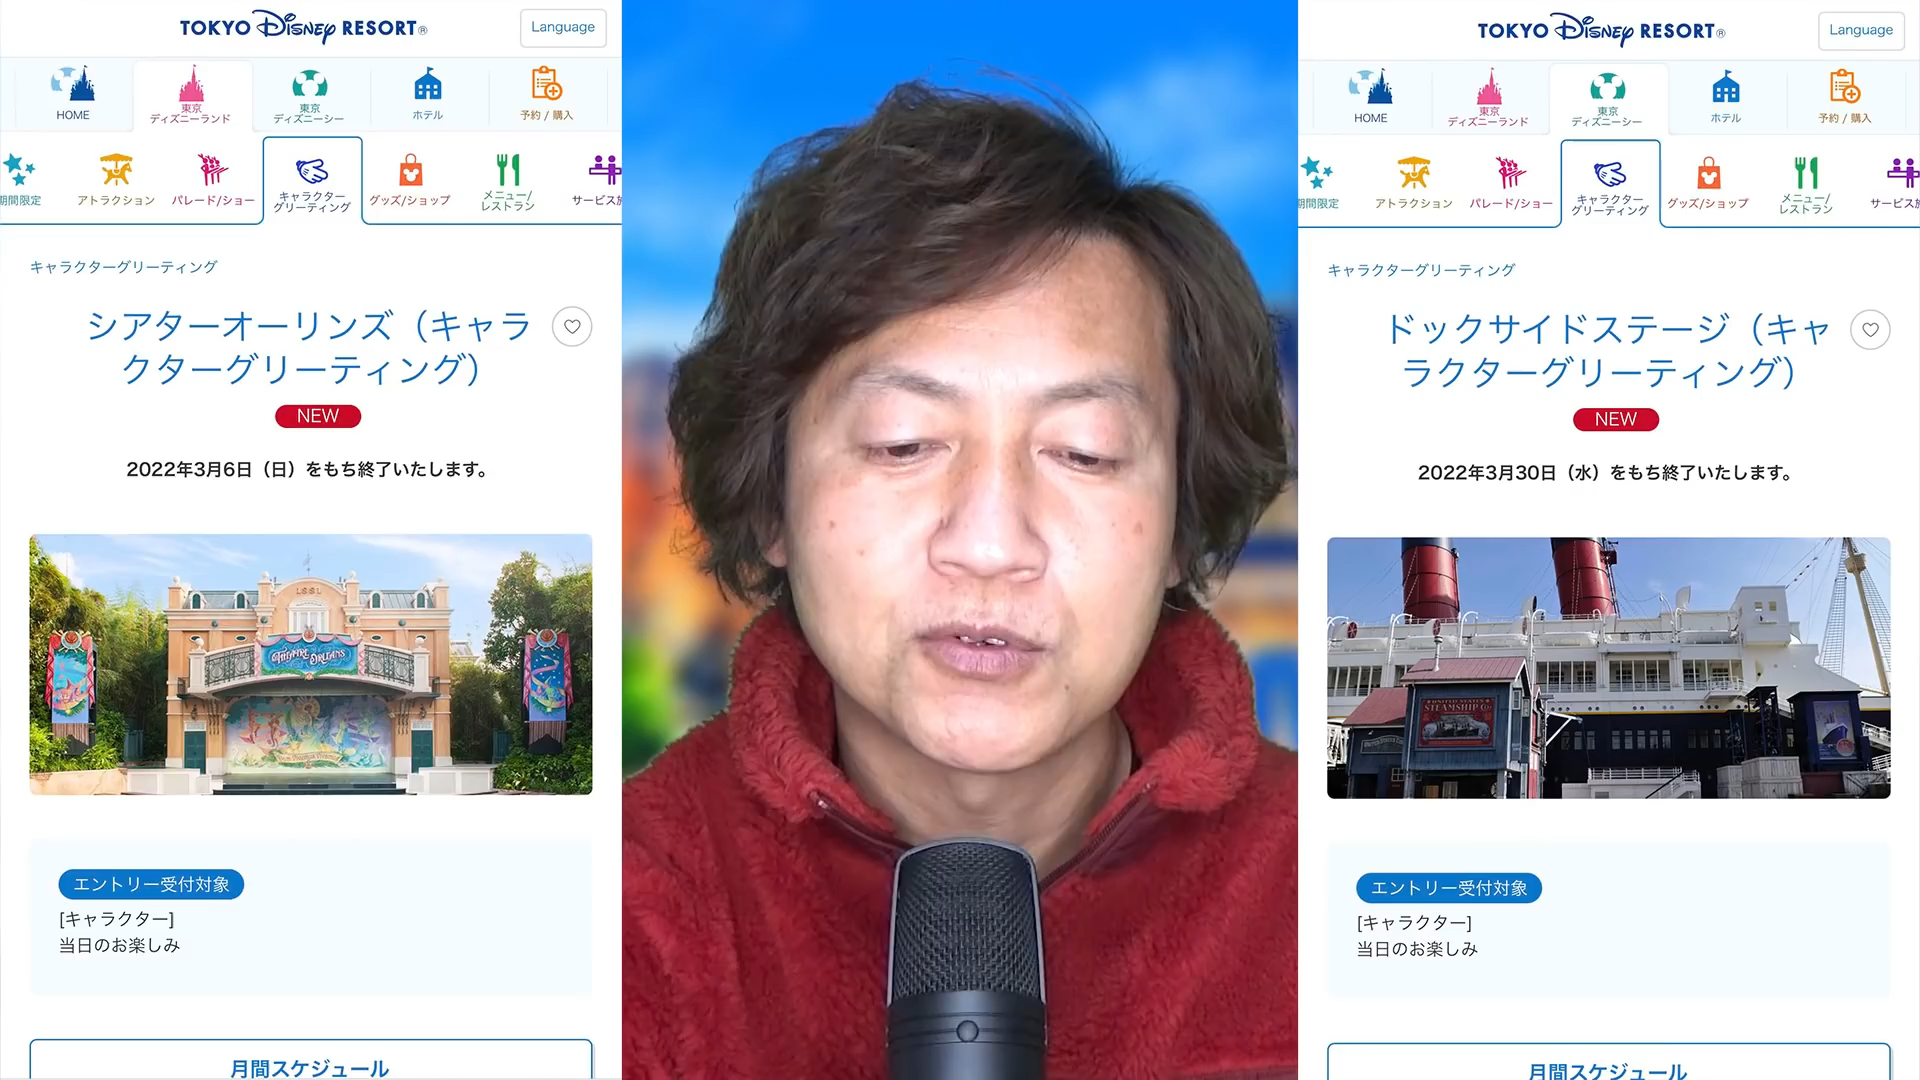 TOKYO Disney RESORT®
Language
HOME
東京
ディズニーランド
東京
ディズニーシー
ホテル
予約 / 購入
期間限定
アトラクション
パレード/ショー
キャラクター
グリーティング
グッズ/ショップ
メニュー/
レストラン
サービス施
キャラクターグリーティング
シアターオーリンズ（キャラ
クターグリーティング）
NEW
2022年3月6日（日）をもち終了いたします。
THEATRE ORLEANS
エントリー受付対象
[キャラクター]
当日のお楽しみ
月間スケジュール
TOKYO Disney RESORT®
Language
HOME
東京
ディズニーランド
東京
ディズニーシー
ホテル
予約 / 購入
期間限定
アトラクション
パレード/ショー
キャラクター
グリーティング
グッズ/ショップ
メニュー/
レストラン
サービス施
キャラクターグリーティング
ドックサイドステージ（キャ
ラクターグリーティング）
NEW
2022年3月30日（水）をもち終了いたします。
UNITED STATES
STEAMSHIP CO.
エントリー受付対象
[キャラクター]
当日のお楽しみ
月間スケジュール